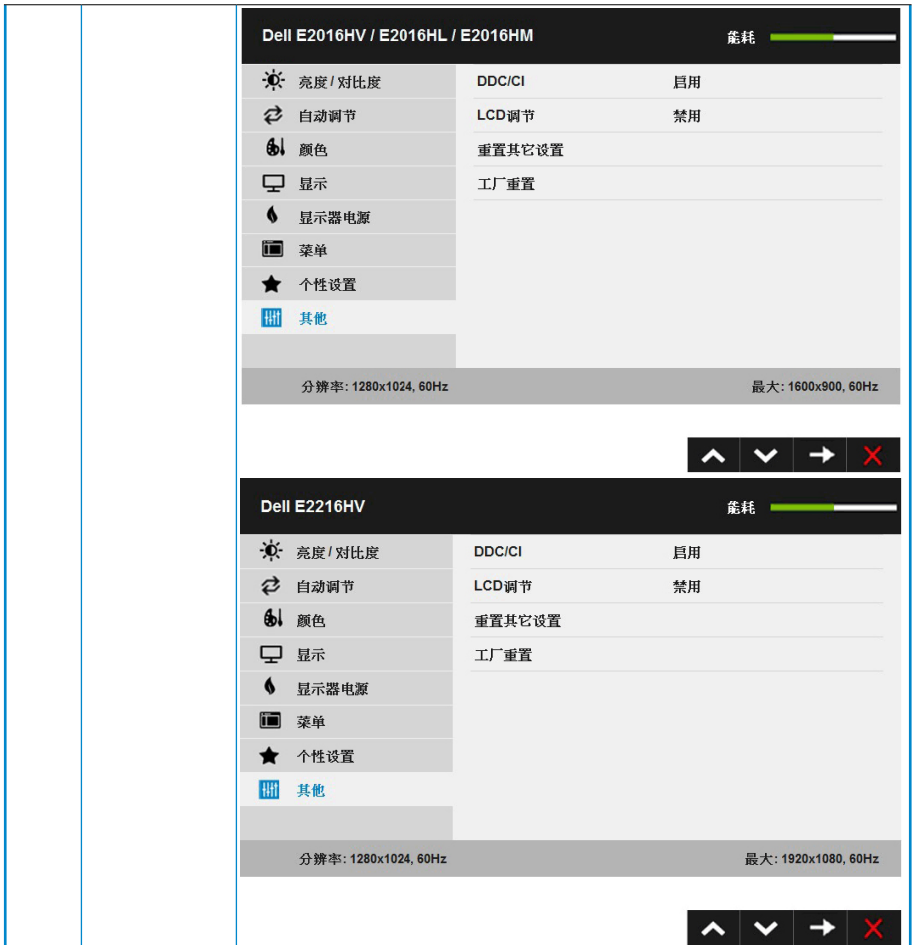 Dell E2016HV / E2016HL / E2016HM 能耗
亮度 / 对比度 DDC/CI 启用
自动调节 LCD调节 禁用
颜色 重置其它设置
显示 工厂重置
显示器电源
菜单
个性设置
其他
分辨率: 1280x1024, 60Hz 最大: 1600x900, 60Hz
Dell E2216HV 能耗
亮度 / 对比度 DDC/CI 启用
自动调节 LCD调节 禁用
颜色 重置其它设置
显示 工厂重置
显示器电源
菜单
个性设置
其他
分辨率: 1280x1024, 60Hz 最大: 1920x1080, 60Hz